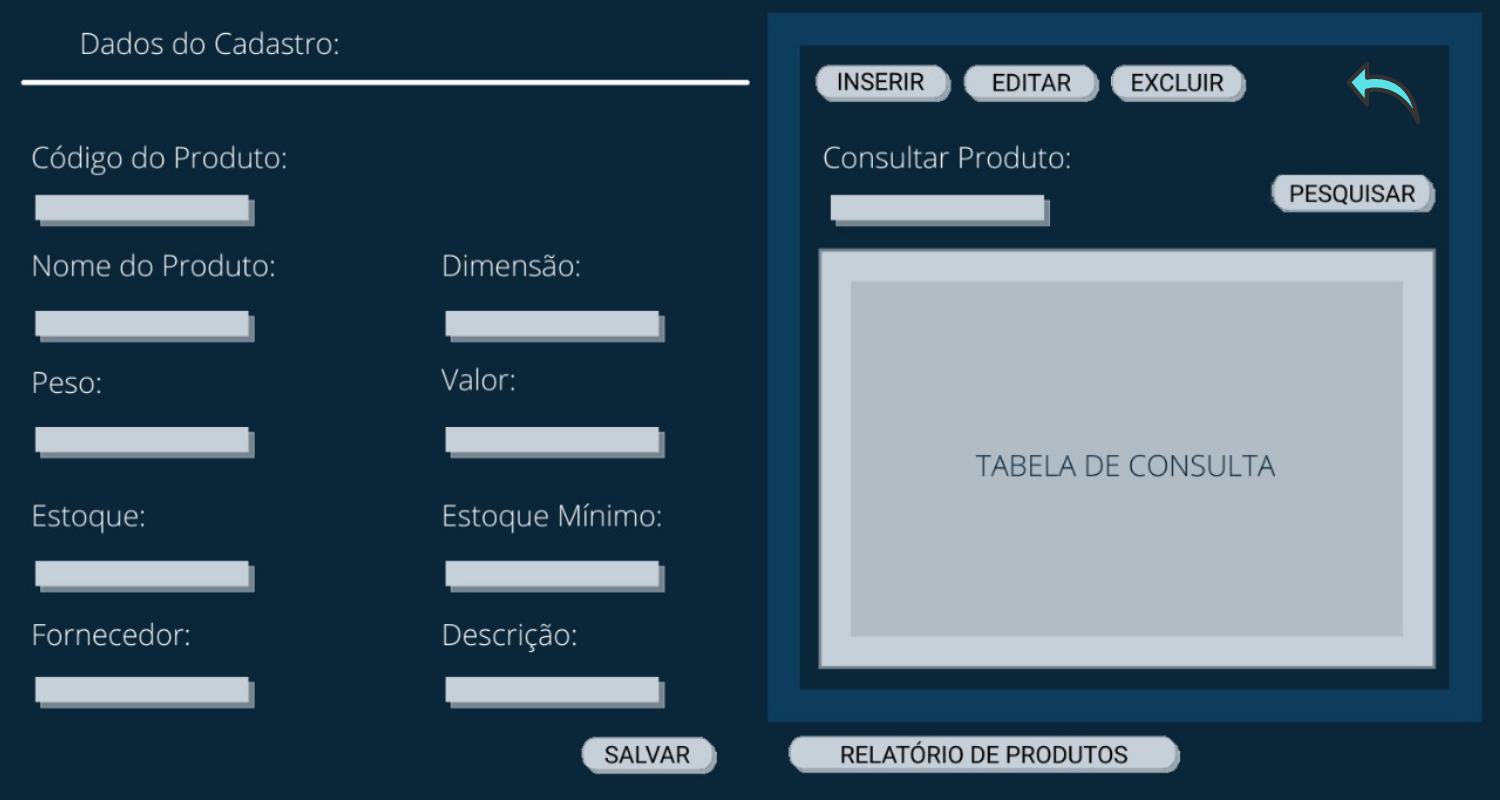 Dados do Cadastro:
Código do Produto:
Nome do Produto:
Dimensão:
Peso:
Valor:
Estoque:
Estoque Mínimo:
Fornecedor:
Descrição:
SALVAR
INSERIR
EDITAR
EXCLUIR
Consultar Produto:
PESQUISAR
TABELA DE CONSULTA
RELATÓRIO DE PRODUTOS